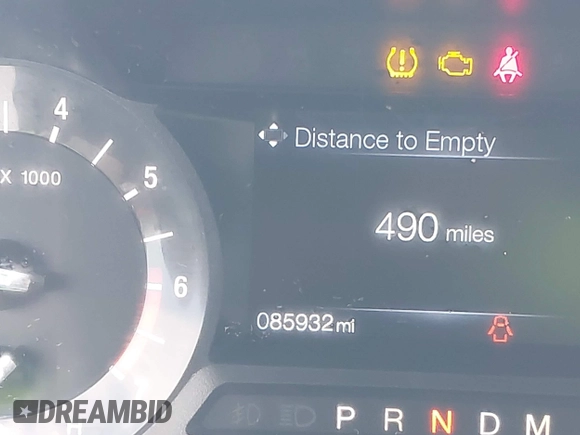 4
Distance to Empty
X 1000
5
490 miles
6
085932 mi
P R N D M
DREAMBID